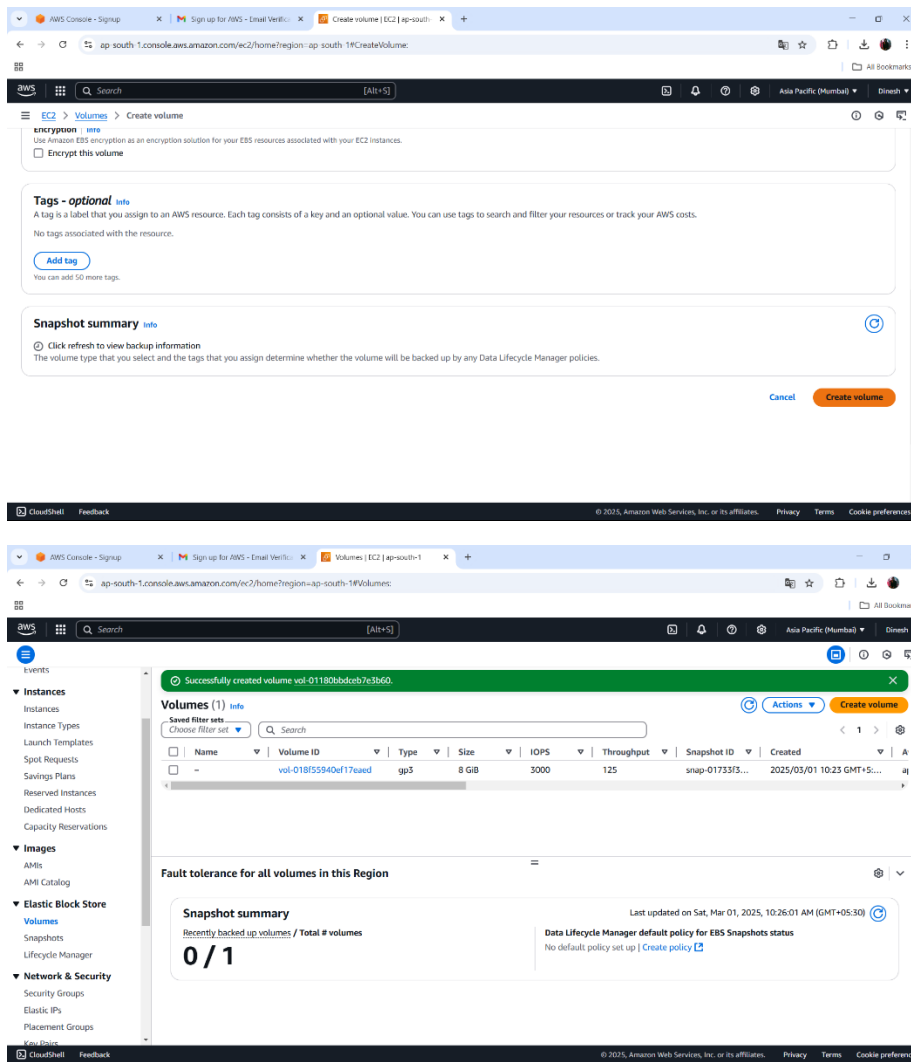 AWS Console - Signup
Sign up for AWS - Email Verific
Create volume | EC2 | ap-south-
ap-south-1.console.aws.amazon.com/ec2/home?region=ap-south-1#CreateVolume:
All Bookmarks
aws
Search
[Alt+S]
Asia Pacific (Mumbai)
Dinesh
EC2 > Volumes > Create volume
Encryption Info
Use Amazon EBS encryption as an encryption solution for your EBS resources associated with your EC2 instances.
Encrypt this volume
Tags - optional Info
A tag is a label that you assign to an AWS resource. Each tag consists of a key and an optional value. You can use tags to search and filter your resources or track your AWS costs.
No tags associated with the resource.
Add tag
You can add 50 more tags.
Snapshot summary Info
Click refresh to view backup information
The volume type that you select and the tags that you assign determine whether the volume will be backed up by any Data Lifecycle Manager policies.
Cancel
Create volume
CloudShell Feedback
© 2025, Amazon Web Services, Inc. or its affiliates. Privacy Terms Cookie preferences
AWS Console - Signup
Sign up for AWS - Email Verific
Volumes | EC2 | ap-south-1
ap-south-1.console.aws.amazon.com/ec2/home?region=ap-south-1#Volumes:
All Bookma
aws
Search
[Alt+S]
Asia Pacific (Mumbai)
Dinesh
Events
Instances
Instances
Instance Types
Launch Templates
Spot Requests
Savings Plans
Reserved Instances
Dedicated Hosts
Capacity Reservations
Images
AMIs
AMI Catalog
Elastic Block Store
Volumes
Snapshots
Lifecycle Manager
Network & Security
Security Groups
Elastic IPs
Placement Groups
Key Pairs
Successfully created volume vol-01180bbdceb7e3b60.
Volumes (1) Info
Actions
Create volume
Saved filter sets
Choose filter set
Search
1
Name Volume ID Type Size IOPS Throughput Snapshot ID Created A
– vol-018f55940ef17eaed gp3 8 GiB 3000 125 snap-01733f3... 2025/03/01 10:23 GMT+5:... ap
Fault tolerance for all volumes in this Region
Snapshot summary
Last updated on Sat, Mar 01, 2025, 10:26:01 AM (GMT+05:30)
Recently backed up volumes / Total # volumes
0 / 1
Data Lifecycle Manager default policy for EBS Snapshots status
No default policy set up | Create policy
CloudShell Feedback
© 2025, Amazon Web Services, Inc. or its affiliates. Privacy Terms Cookie preferenc